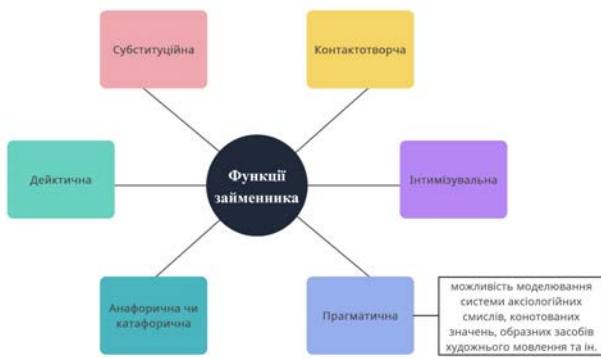 Субституційна
Контактотворча
Дейктична
Функції
займенника
Інтимізувальна
Анафорична чи
катафорична
Прагматична
можливість моделювання
системи аксіологійних
смислів, конотованих
значень, образних засобів
художнього мовлення та ін.